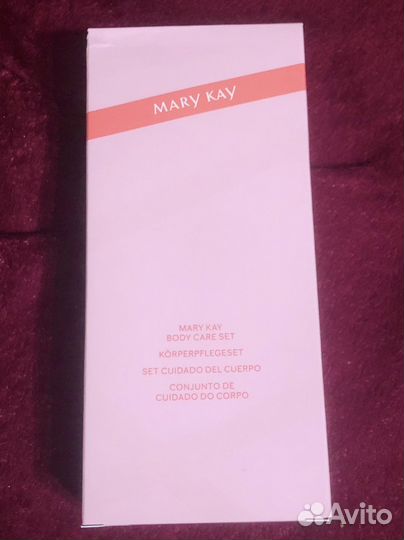 MARY KAY
MARY KAY
BODY CARE SET
KÖRPERPFLEGESET
SET CUIDADO DEL CUERPO
CONJUNTO DE
CUIDADO DO CORPO
Avito